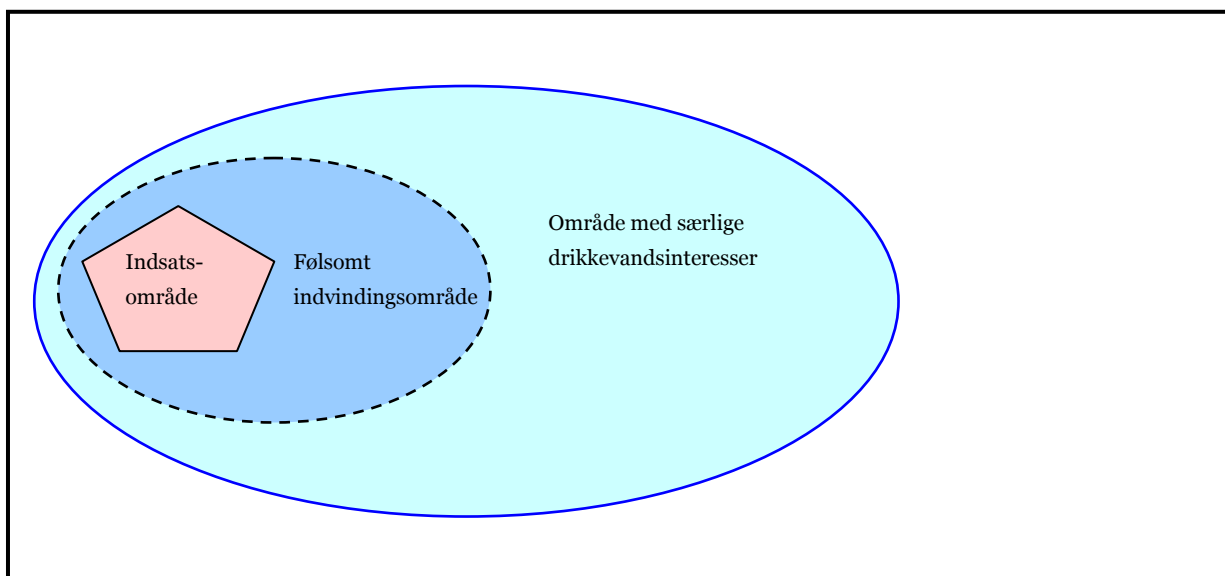 Indsats-
område
Følsomt
indvindingsområde
Område med særlige
drikkevandsinteresser